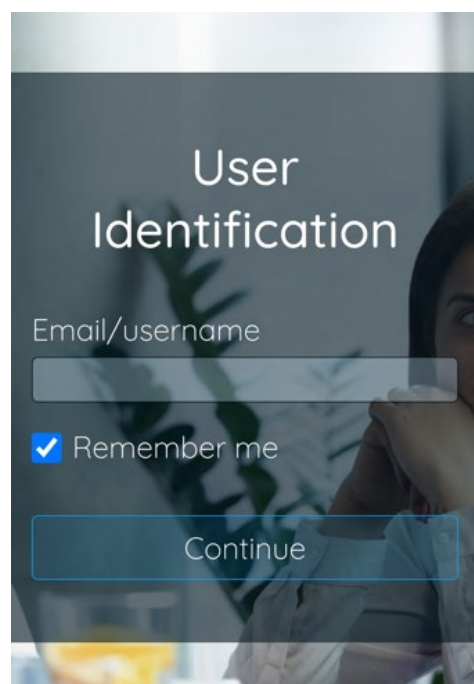 User
Identification
Email/username
Remember me
Continue